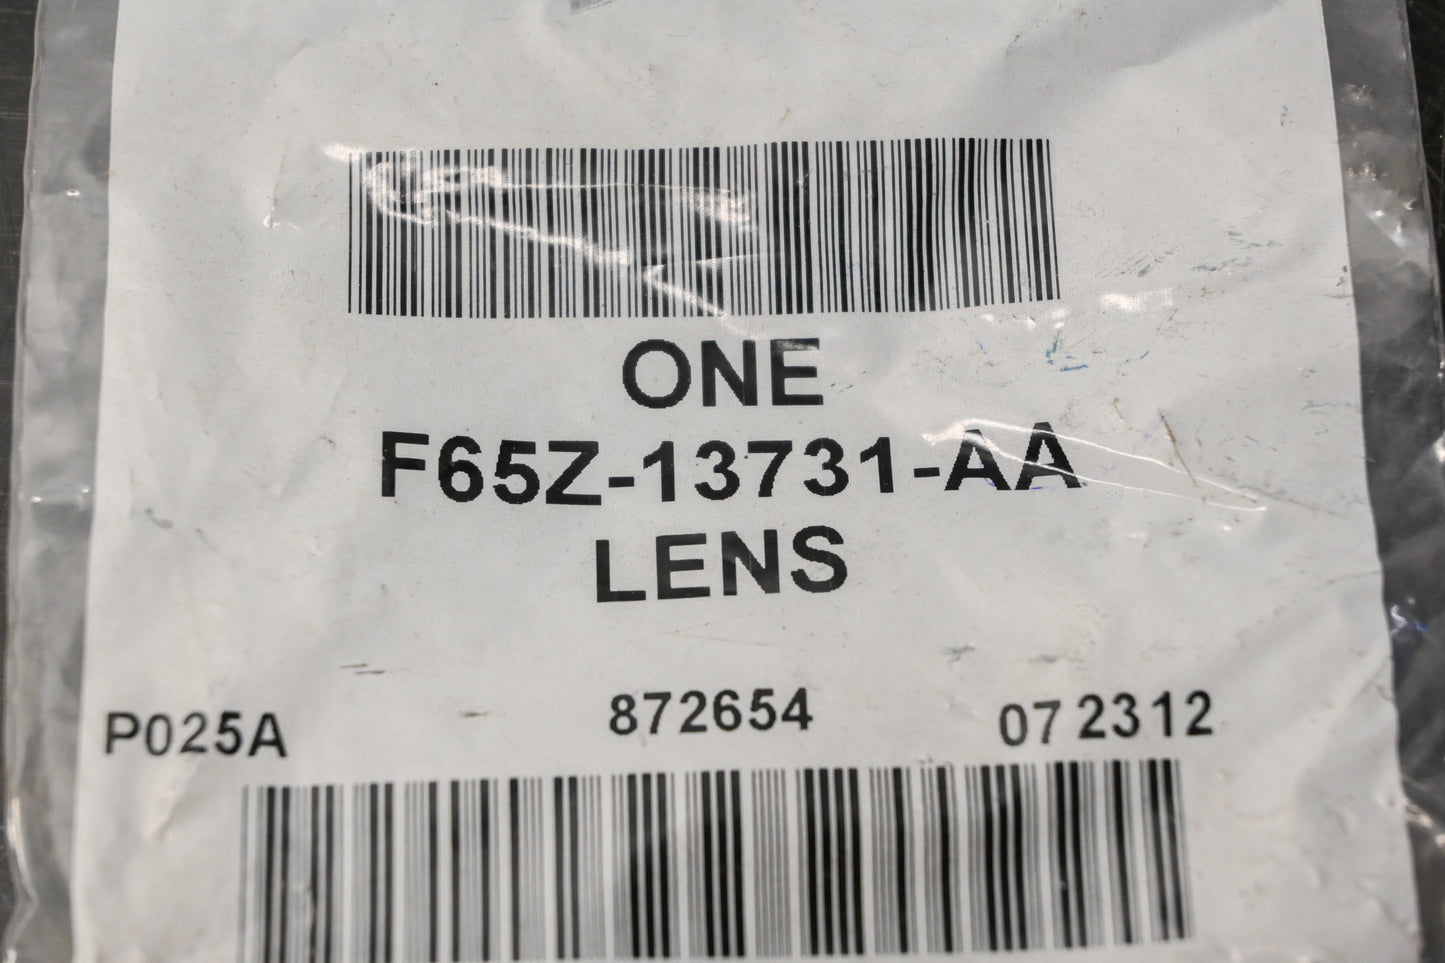 ONE
F65Z-13731-AA
LENS
P025A 872654 07 2312